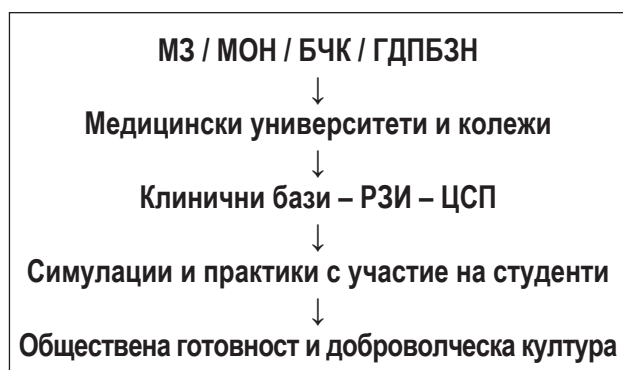 МЗ / МОН / БЧК / ГДПБЗН
↓
Медицински университети и колежи
↓
Клинични бази – РЗИ – ЦСП
↓
Симулации и практики с участие на студенти
↓
Обществена готовност и доброволческа култура